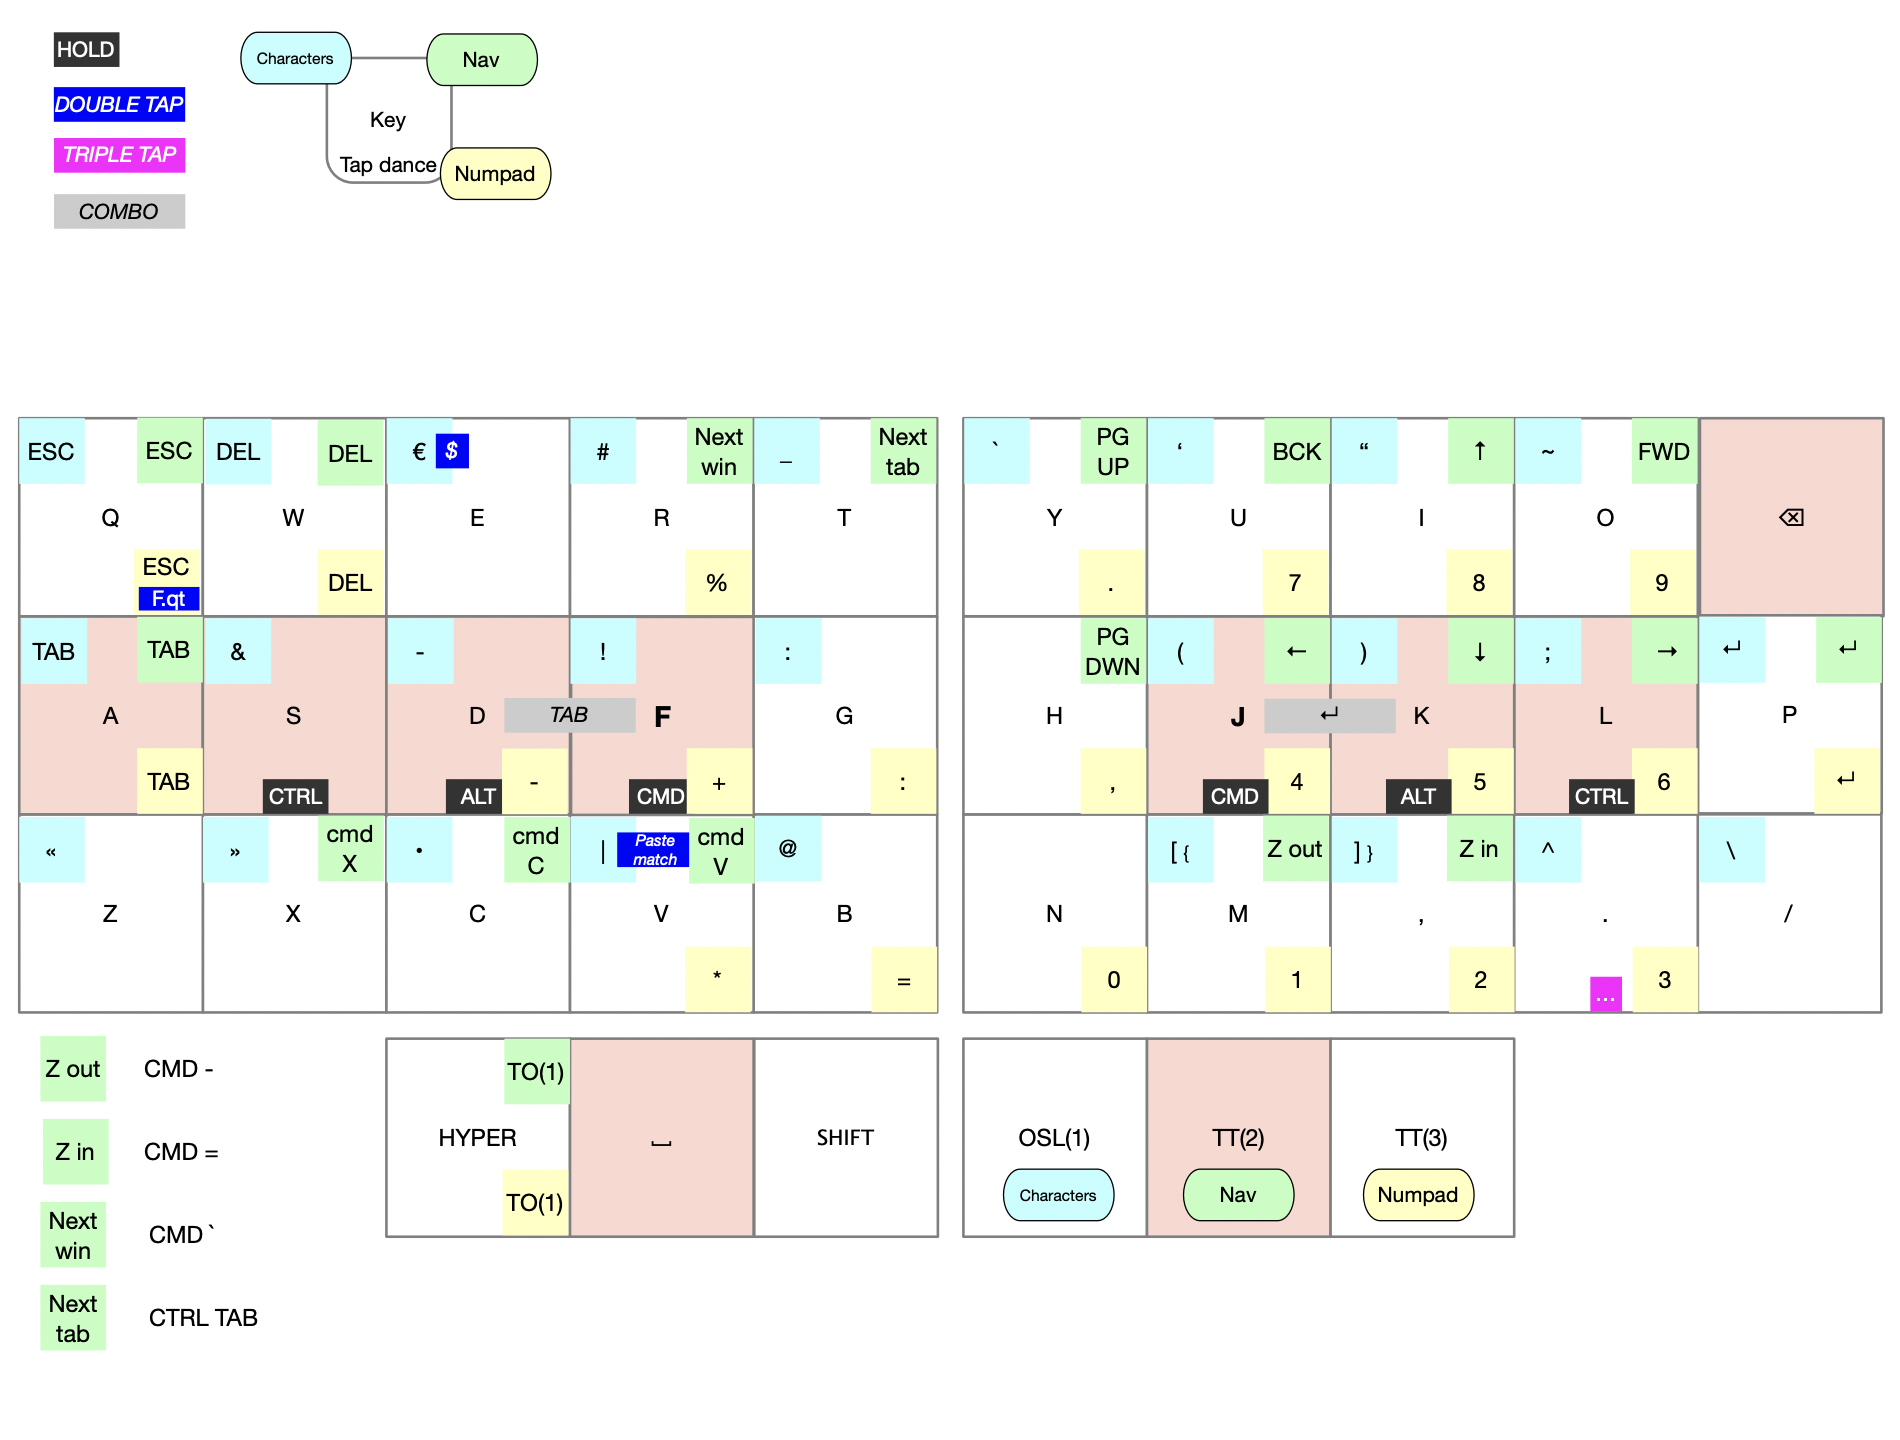 HOLD
DOUBLE TAP
TRIPLE TAP
COMBO
Characters
Nav
Key
Tap dance
Numpad
ESC ESC DEL DEL € $ # Next win _ Next tab ` PG UP ‘ BCK “ ↑ ~ FWD
Q W E R T Y U I O ⌫
ESC F.qt DEL % . 7 8 9
TAB TAB & - ! : PG DWN ( ← ) ↓ ; → ↵ ↵
A S D TAB F G H J ↵ K L P
TAB CTRL ALT - CMD + : , CMD 4 ALT 5 CTRL 6 ↵
« » cmd X • cmd C | Paste match cmd V @ [ { Z out ] } Z in ^ \
Z X C V B N M , . /
* = 0 1 2 ... 3
TO(1)
HYPER ⎵ SHIFT OSL(1) TT(2) TT(3)
TO(1) Characters Nav Numpad
Z out CMD -
Z in CMD =
Next win CMD `
Next tab CTRL TAB